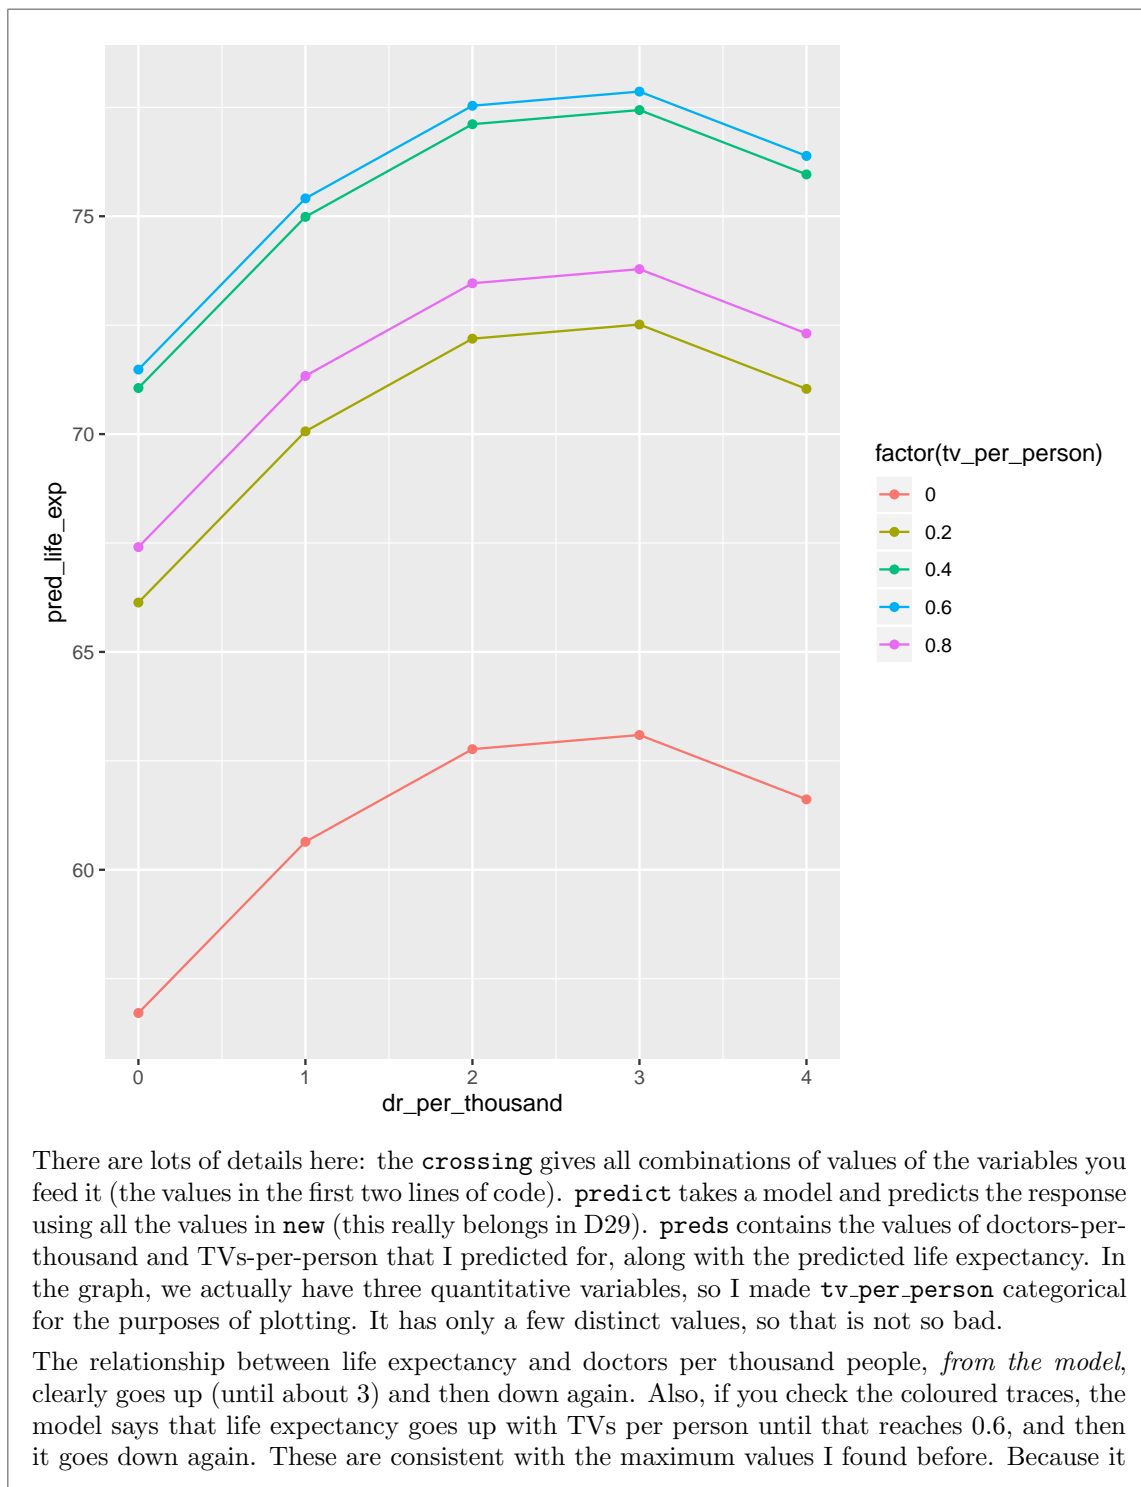 75
70
65
60
pred_life_exp
0 1 2 3 4
dr_per_thousand
factor(tv_per_person)
0
0.2
0.4
0.6
0.8
There are lots of details here: the crossing gives all combinations of values of the variables you
feed it (the values in the first two lines of code). predict takes a model and predicts the response
using all the values in new (this really belongs in D29). preds contains the values of doctors-per-
thousand and TVs-per-person that I predicted for, along with the predicted life expectancy. In
the graph, we actually have three quantitative variables, so I made tv_per_person categorical
for the purposes of plotting. It has only a few distinct values, so that is not so bad.
The relationship between life expectancy and doctors per thousand people, from the model,
clearly goes up (until about 3) and then down again. Also, if you check the coloured traces, the
model says that life expectancy goes up with TVs per person until that reaches 0.6, and then
it goes down again. These are consistent with the maximum values I found before. Because it